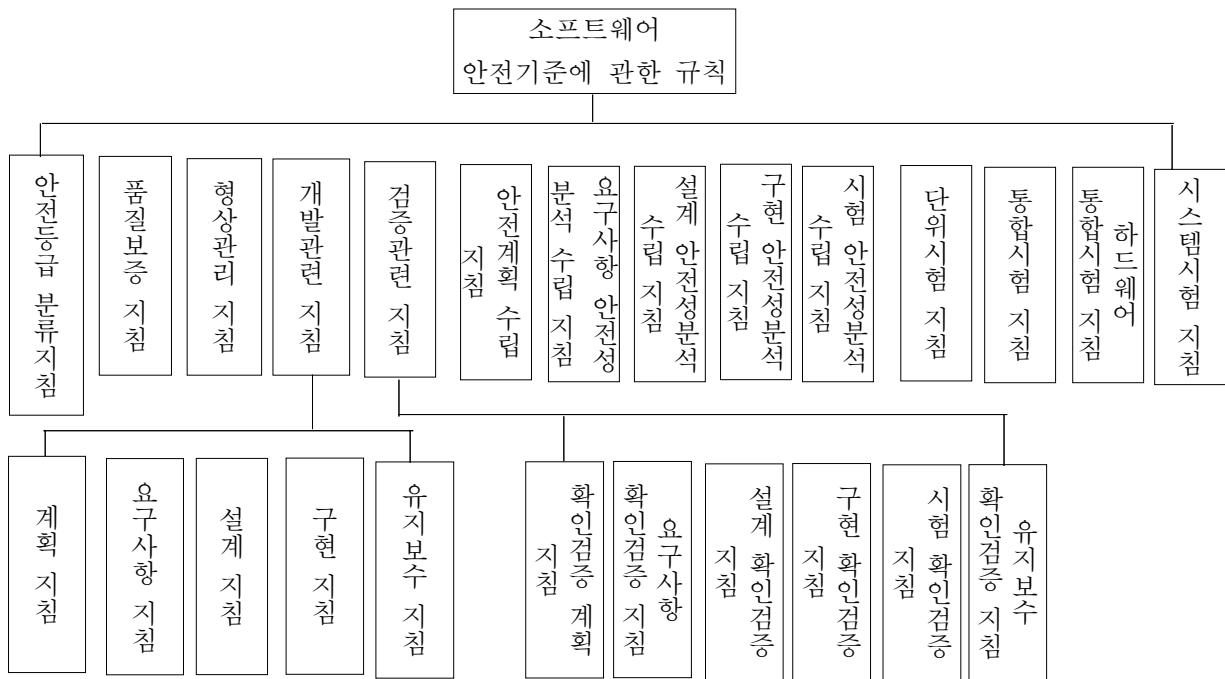 소프트웨어
안전기준에 관한 규칙
안전등급 분류지침
품질보증 지침
형상관리 지침
개발관련 지침
검증관련 지침
안전계획 수립
지침
요구사항 안전성
분석 수립 지침
설계 안전성분석
수립 지침
구현 안전성분석
수립 지침
시험 안전성분석
수립 지침
단위시험 지침
통합시험 지침
하드웨어
통합시험 지침
시스템시험 지침
계획 지침
요구사항 지침
설계 지침
구현 지침
유지보수 지침
확인검증 계획
지침
요구사항
확인검증 지침
설계 확인검증
지침
구현 확인검증
지침
시험 확인검증
지침
유지보수
확인검증 지침